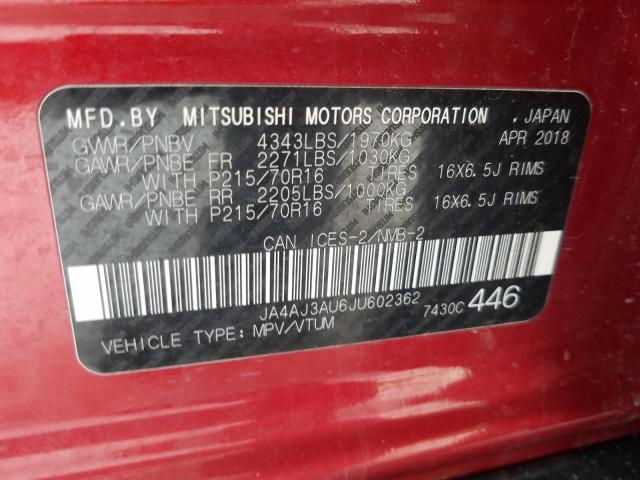 MFD.BY MITSUBISHI MOTORS CORPORATION . JAPAN
GVWR/PNBV 4343LBS/1970KG APR 2018
GAWR/PNBE FR 2271LBS/1030KG
WITH P215/70R16 TIRES 16X6.5J RIMS
GAWR/PNBE RR 2205LBS/1000KG
WITH P215/70R16 TIRES 16X6.5J RIMS
CAN ICES-2/NMB-2
JA4AJ3AU6JU602362 7430C 446
VEHICLE TYPE: MPV/VTUM